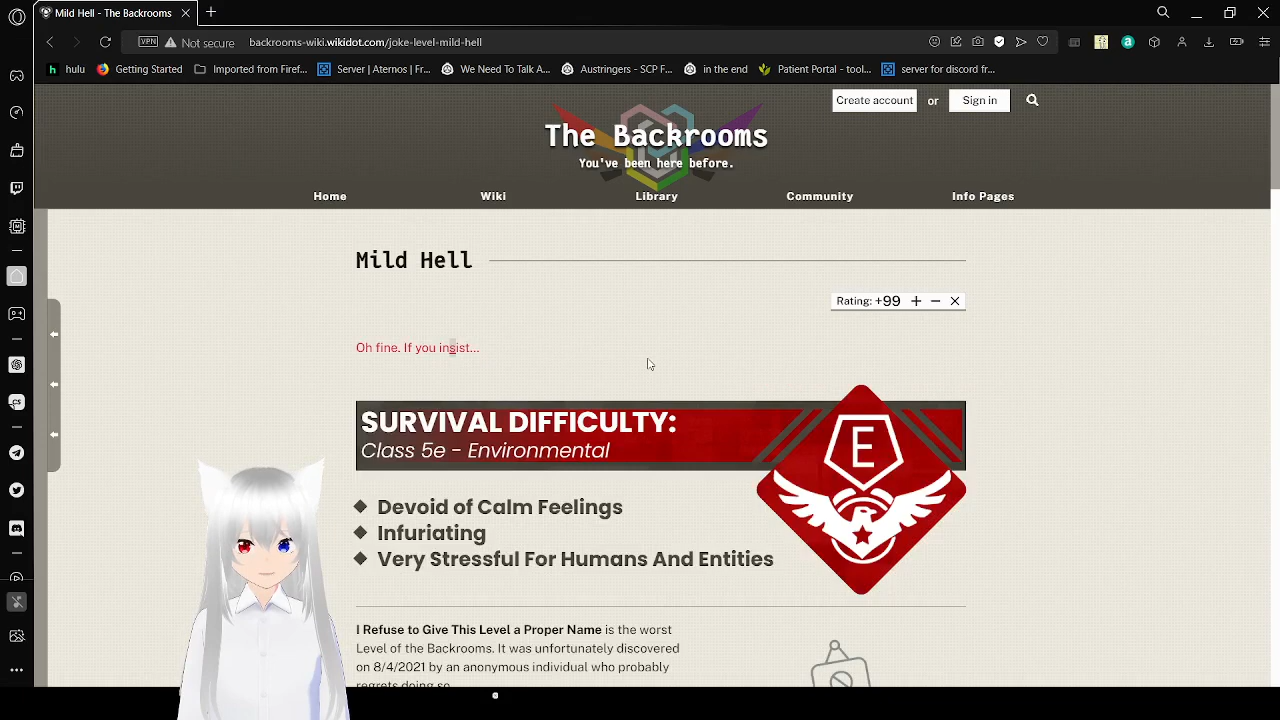 Mild Hell - The Backrooms
VPN Not secure backrooms-wiki.wikidot.com/joke-level-mild-hell
hulu Getting Started Imported from Firef... Server | Aternos | Fr... We Need To Talk A... Austringers - SCP F... in the end Patient Portal - tool... server for discord fr...
Create account or Sign in
The Backrooms
You've been here before.
Home Wiki Library Community Info Pages
Mild Hell
Rating: +99 + − ×
Oh fine. If you insist...
SURVIVAL DIFFICULTY:
Class 5e - Environmental
E
Devoid of Calm Feelings
Infuriating
Very Stressful For Humans And Entities
I Refuse to Give This Level a Proper Name is the worst
Level of the Backrooms. It was unfortunately discovered
on 8/4/2021 by an anonymous individual who probably
regrets doing so.